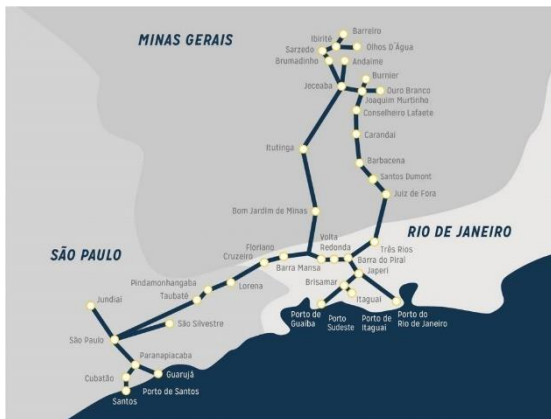 MINAS GERAIS
Barreiro
Ibirité
Olhos D'Água
Sarzedo
Brumadinho
Andaime
Burnier
Jeceaba
Ouro Branco
Joaquim Murtinho
Conselheiro Lafaete
Carandaí
Itutinga
Barbacena
Santos Dumont
Juiz de Fora
Bom Jardim de Minas
RIO DE JANEIRO
Volta
Redonda
Três Rios
Floriano
Cruzeiro
Barra Mansa
Barra do Piraí
Japeri
SÃO PAULO
Pindamonhangaba
Taubaté
Lorena
Brisamar
Itaguaí
Jundiaí
São Silvestre
Porto de
Guaíba
Porto
Sudeste
Porto de
Itaguaí
Porto do
Rio de Janeiro
São Paulo
Paranapiacaba
Cubatão
Guarujá
Porto de Santos
Santos